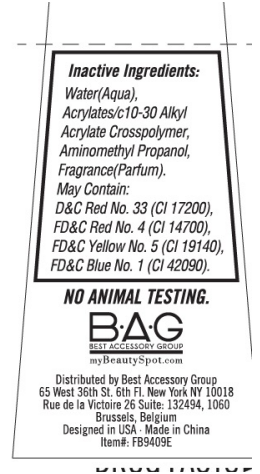 Inactive Ingredients:
Water(Aqua),
Acrylates/c10-30 Alkyl
Acrylate Crosspolymer,
Aminomethyl Propanol,
Fragrance(Parfum).
May Contain:
D&C Red No. 33 (CI 17200),
FD&C Red No. 4 (CI 14700),
FD&C Yellow No. 5 (CI 19140),
FD&C Blue No. 1 (CI 42090).
NO ANIMAL TESTING.
B·A·G
BEST ACCESSORY GROUP
myBeautySpot.com
Distributed by Best Accessory Group
65 West 36th St. 6th Fl. New York NY 10018
Rue de la Victoire 26 Suite: 132494, 1060
Brussels, Belgium
Designed in USA · Made in China
Item#: FB9409E